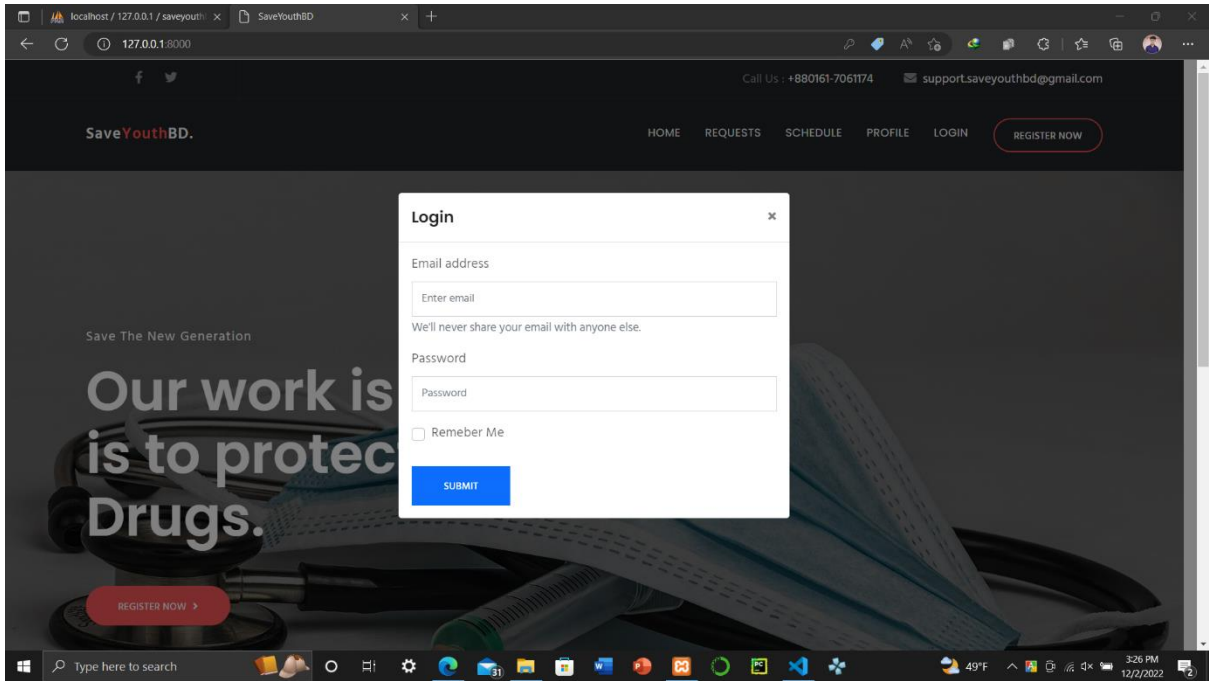 localhost / 127.0.0.1 / saveyouth
SaveYouthBD
127.0.0.1:8000
Call Us : +880161-7061174
support.saveyouthbd@gmail.com
SaveYouthBD.
HOME REQUESTS SCHEDULE PROFILE LOGIN REGISTER NOW
Login
Email address
Enter email
We'll never share your email with anyone else.
Password
Password
Remeber Me
SUBMIT
Save The New Generation
Our work is
is to protec
Drugs.
REGISTER NOW
Type here to search
31
49°F
3:26 PM
12/2/2022
2